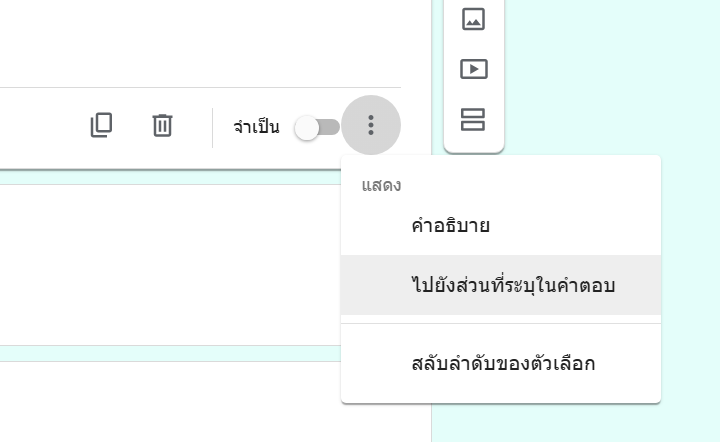 จำเป็น
แสดง
คำอธิบาย
ไปยังส่วนที่ระบุในคำตอบ
สลับลำดับของตัวเลือก